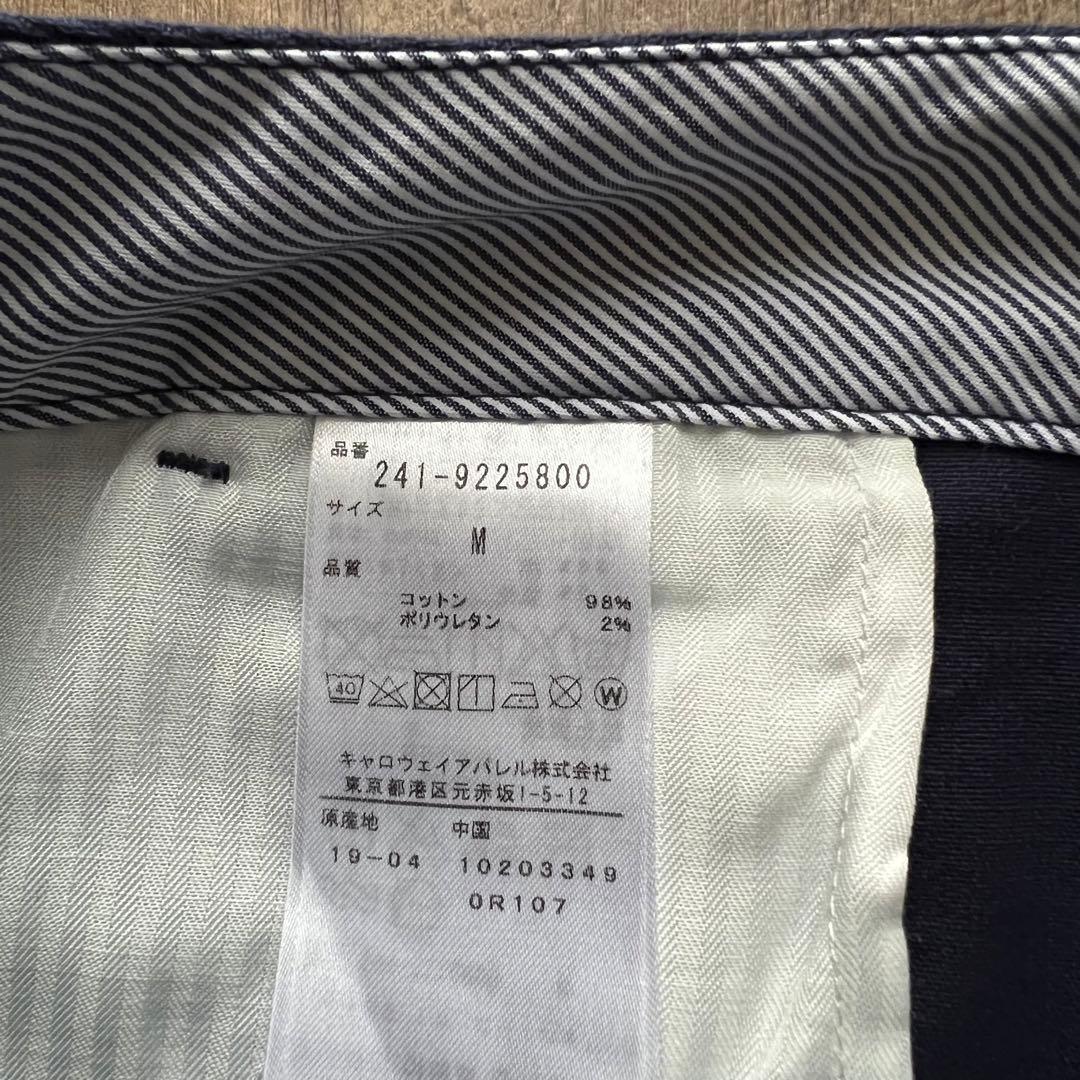 品番
241-9225800
サイズ
M
品質
コットン 98%
ポリウレタン 2%
40 W
キャロウェイアパレル株式会社
東京都港区元赤坂1-5-12
原産地 中国
19-04 10203349
0R107